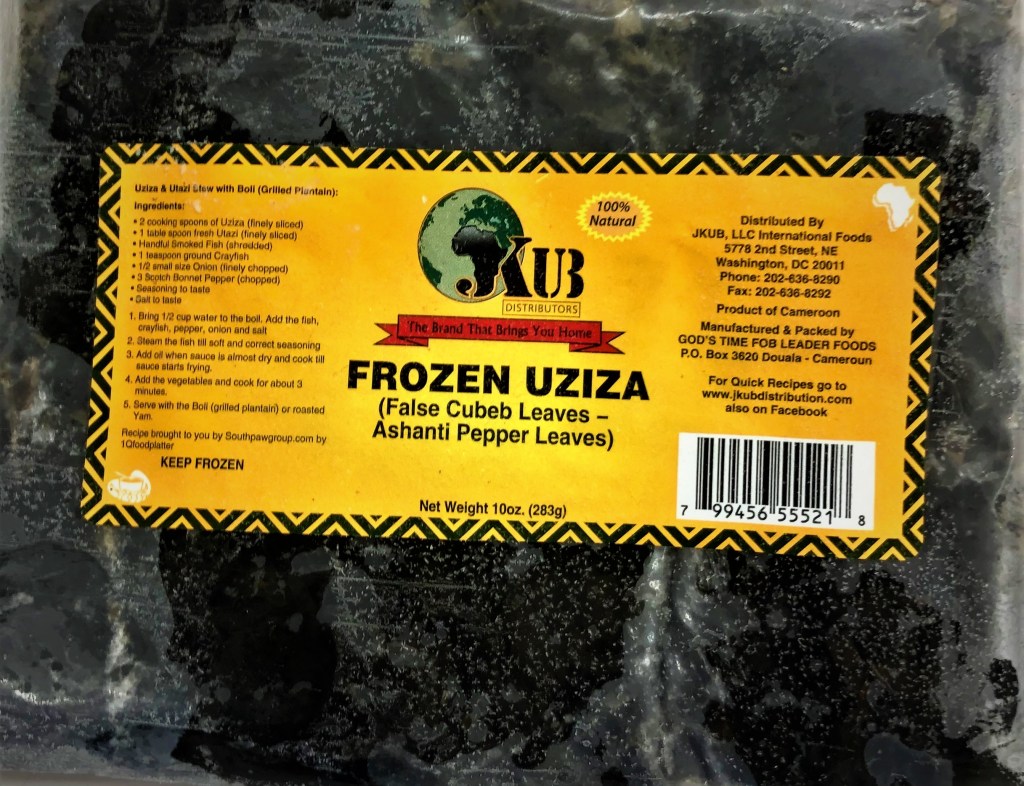 Uziza & Utazi Stew with Boli (Grilled Plantain):
Ingredients:
• 2 cooking spoons of Uziza (finely sliced)
• 1 table spoon fresh Utazi (finely sliced)
• Handful Smoked Fish (shredded)
• 1 teaspoon ground Crayfish
• 1/2 small size Onion (finely chopped)
• 3 Scotch Bonnet Pepper (chopped)
• Seasoning to taste
• Salt to taste
1. Bring 1/2 cup water to the boil. Add the fish,
crayfish, pepper, onion and salt
2. Steam the fish till soft and correct seasoning
3. Add oil when sauce is almost dry and cook till
sauce starts frying.
4. Add the vegetables and cook for about 3
minutes.
5. Serve with the Boli (grilled plantain) or roasted
Yam.
Recipe brought to you by Southpawgroup.com by
1Qfoodplatter
KEEP FROZEN
JKUB
DISTRIBUTORS
The Brand That Brings You Home
100%
Natural
FROZEN UZIZA
(False Cubeb Leaves –
Ashanti Pepper Leaves)
Net Weight 10oz. (283g)
Distributed By
JKUB, LLC International Foods
5778 2nd Street, NE
Washington, DC 20011
Phone: 202-636-8290
Fax: 202-636-8292
Product of Cameroon
Manufactured & Packed by
GOD'S TIME FOB LEADER FOODS
P.O. Box 3620 Douala - Cameroun
For Quick Recipes go to
www.jkubdistribution.com
also on Facebook
7 99456 55521 8